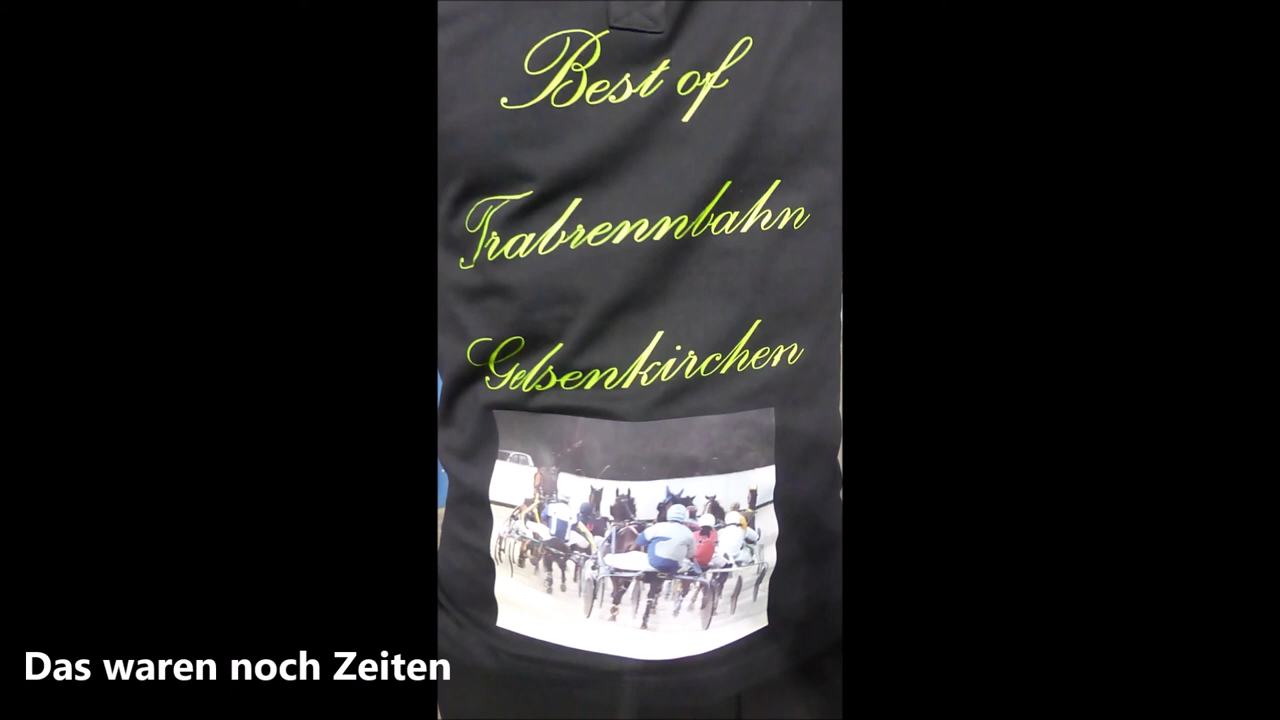 Best of
Trabrennbahn
Gelsenkirchen
Das waren noch Zeiten